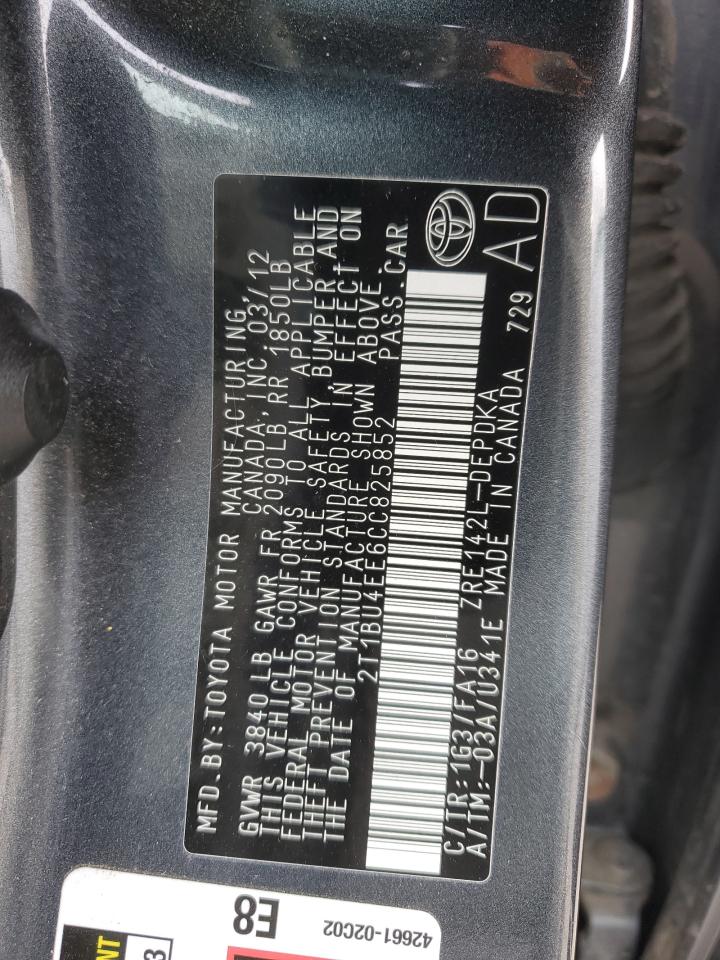 MFD.BY:TOYOTA MOTOR MANUFACTURING
CANADA, INC.
03/12
GVWR 3840LB GAWR FR 2090LB RR 1850LB
THIS VEHICLE CONFORMS TO ALL APPLICABLE
FEDERAL MOTOR VEHICLE SAFETY, BUMPER AND
THEFT PREVENTION STANDARDS IN EFFECT ON
THE DATE OF MANUFACTURE SHOWN ABOVE.
2T1BU4EE6CC825852 PASS.CAR
C/TR:1G3/FA16 ZRE142L-DEPDKA
A/TM:-03A/U341E MADE IN CANADA 729
AD
E8
42661-02C02
NT
3